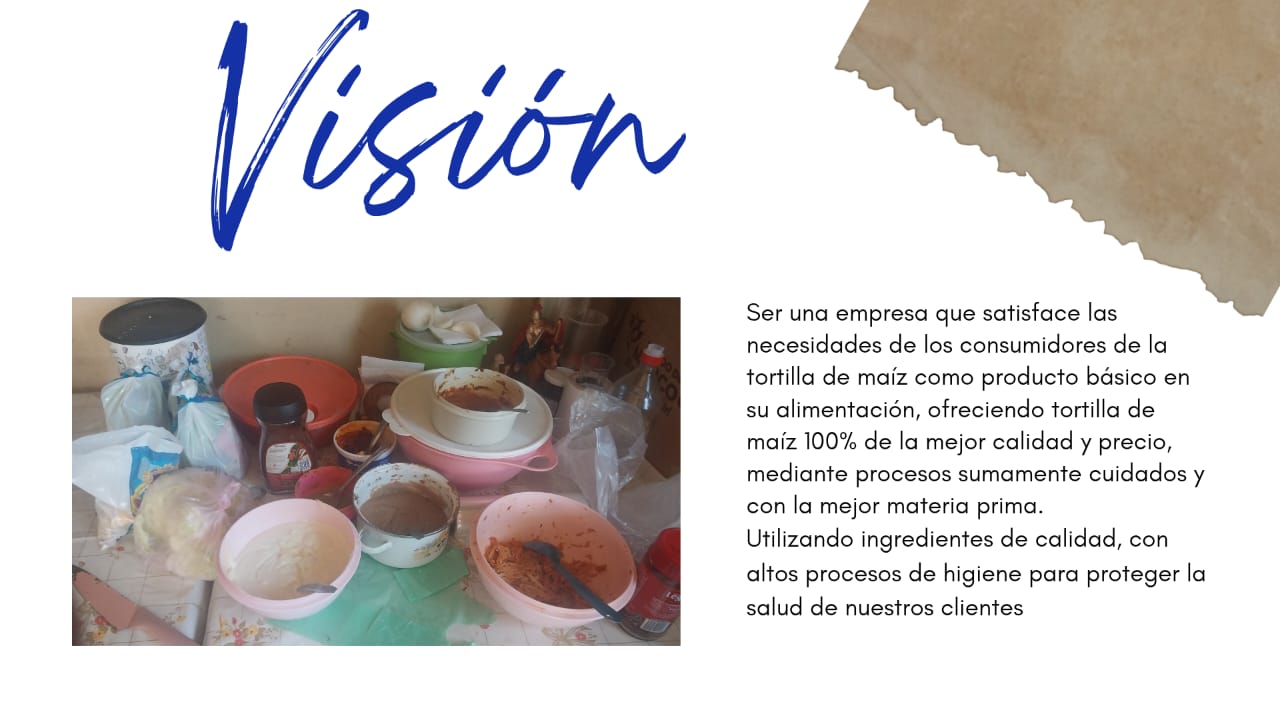 Visión
Ser una empresa que satisface las
necesidades de los consumidores de la
tortilla de maíz como producto básico en
su alimentación, ofreciendo tortilla de
maíz 100% de la mejor calidad y precio,
mediante procesos sumamente cuidados y
con la mejor materia prima.
Utilizando ingredientes de calidad, con
altos procesos de higiene para proteger la
salud de nuestros clientes